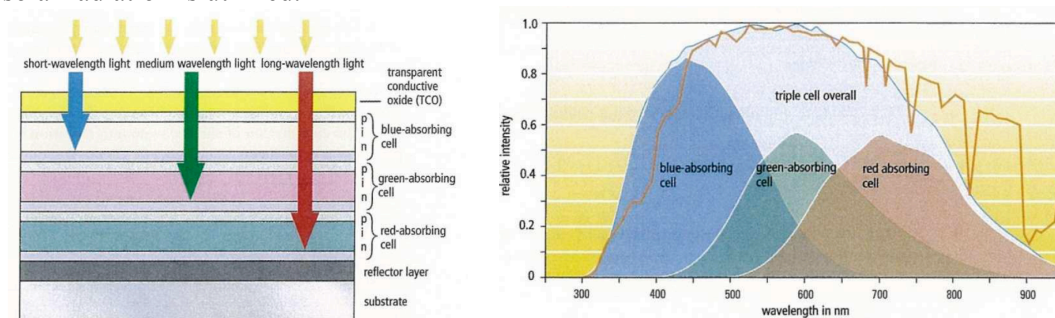 short-wavelength light medium wavelength light long-wavelength light
transparent
conductive
oxide (TCO)
p
i
n
blue-absorbing
cell
p
i
n
green-absorbing
cell
p
i
n
red-absorbing
cell
reflector layer
substrate
relative intensity
1.0
0.8
0.6
0.4
0.2
0
triple cell overall
blue-absorbing
cell
green-absorbing
cell
red absorbing
cell
300 400 500 600 700 800 900
wavelength in nm